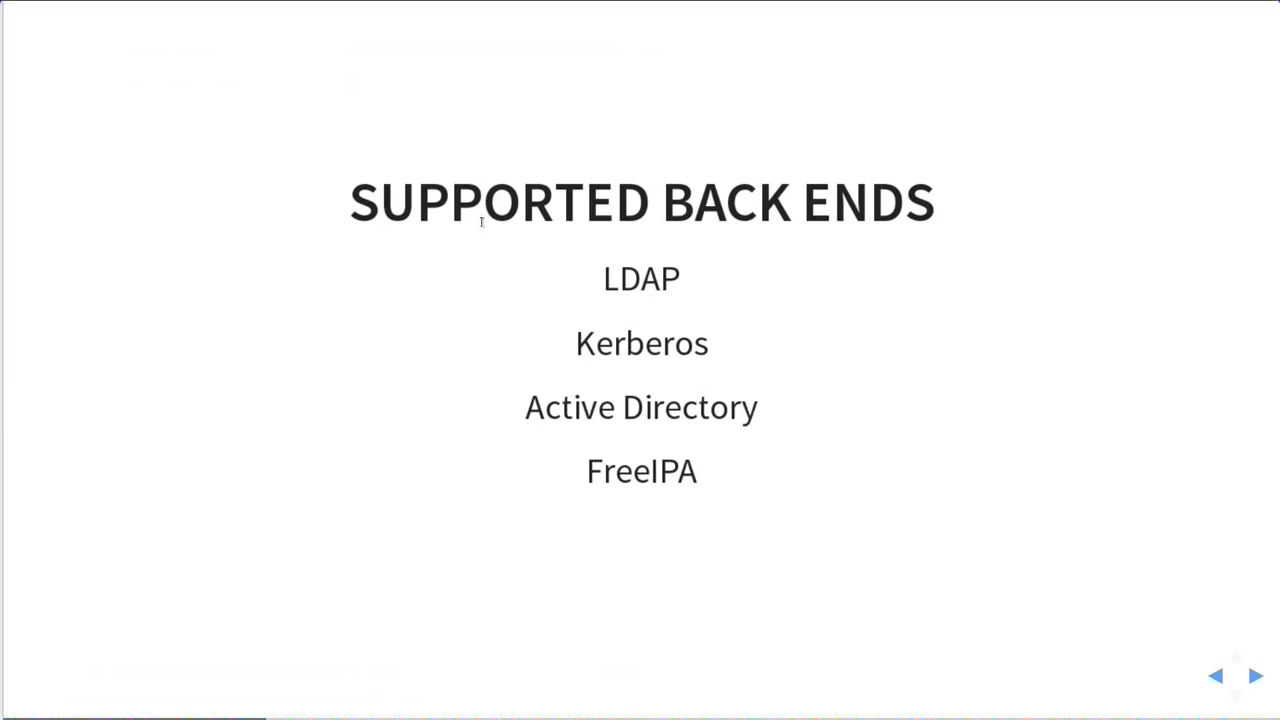 SUPPORTED BACK ENDS
LDAP
Kerberos
Active Directory
FreeIPA